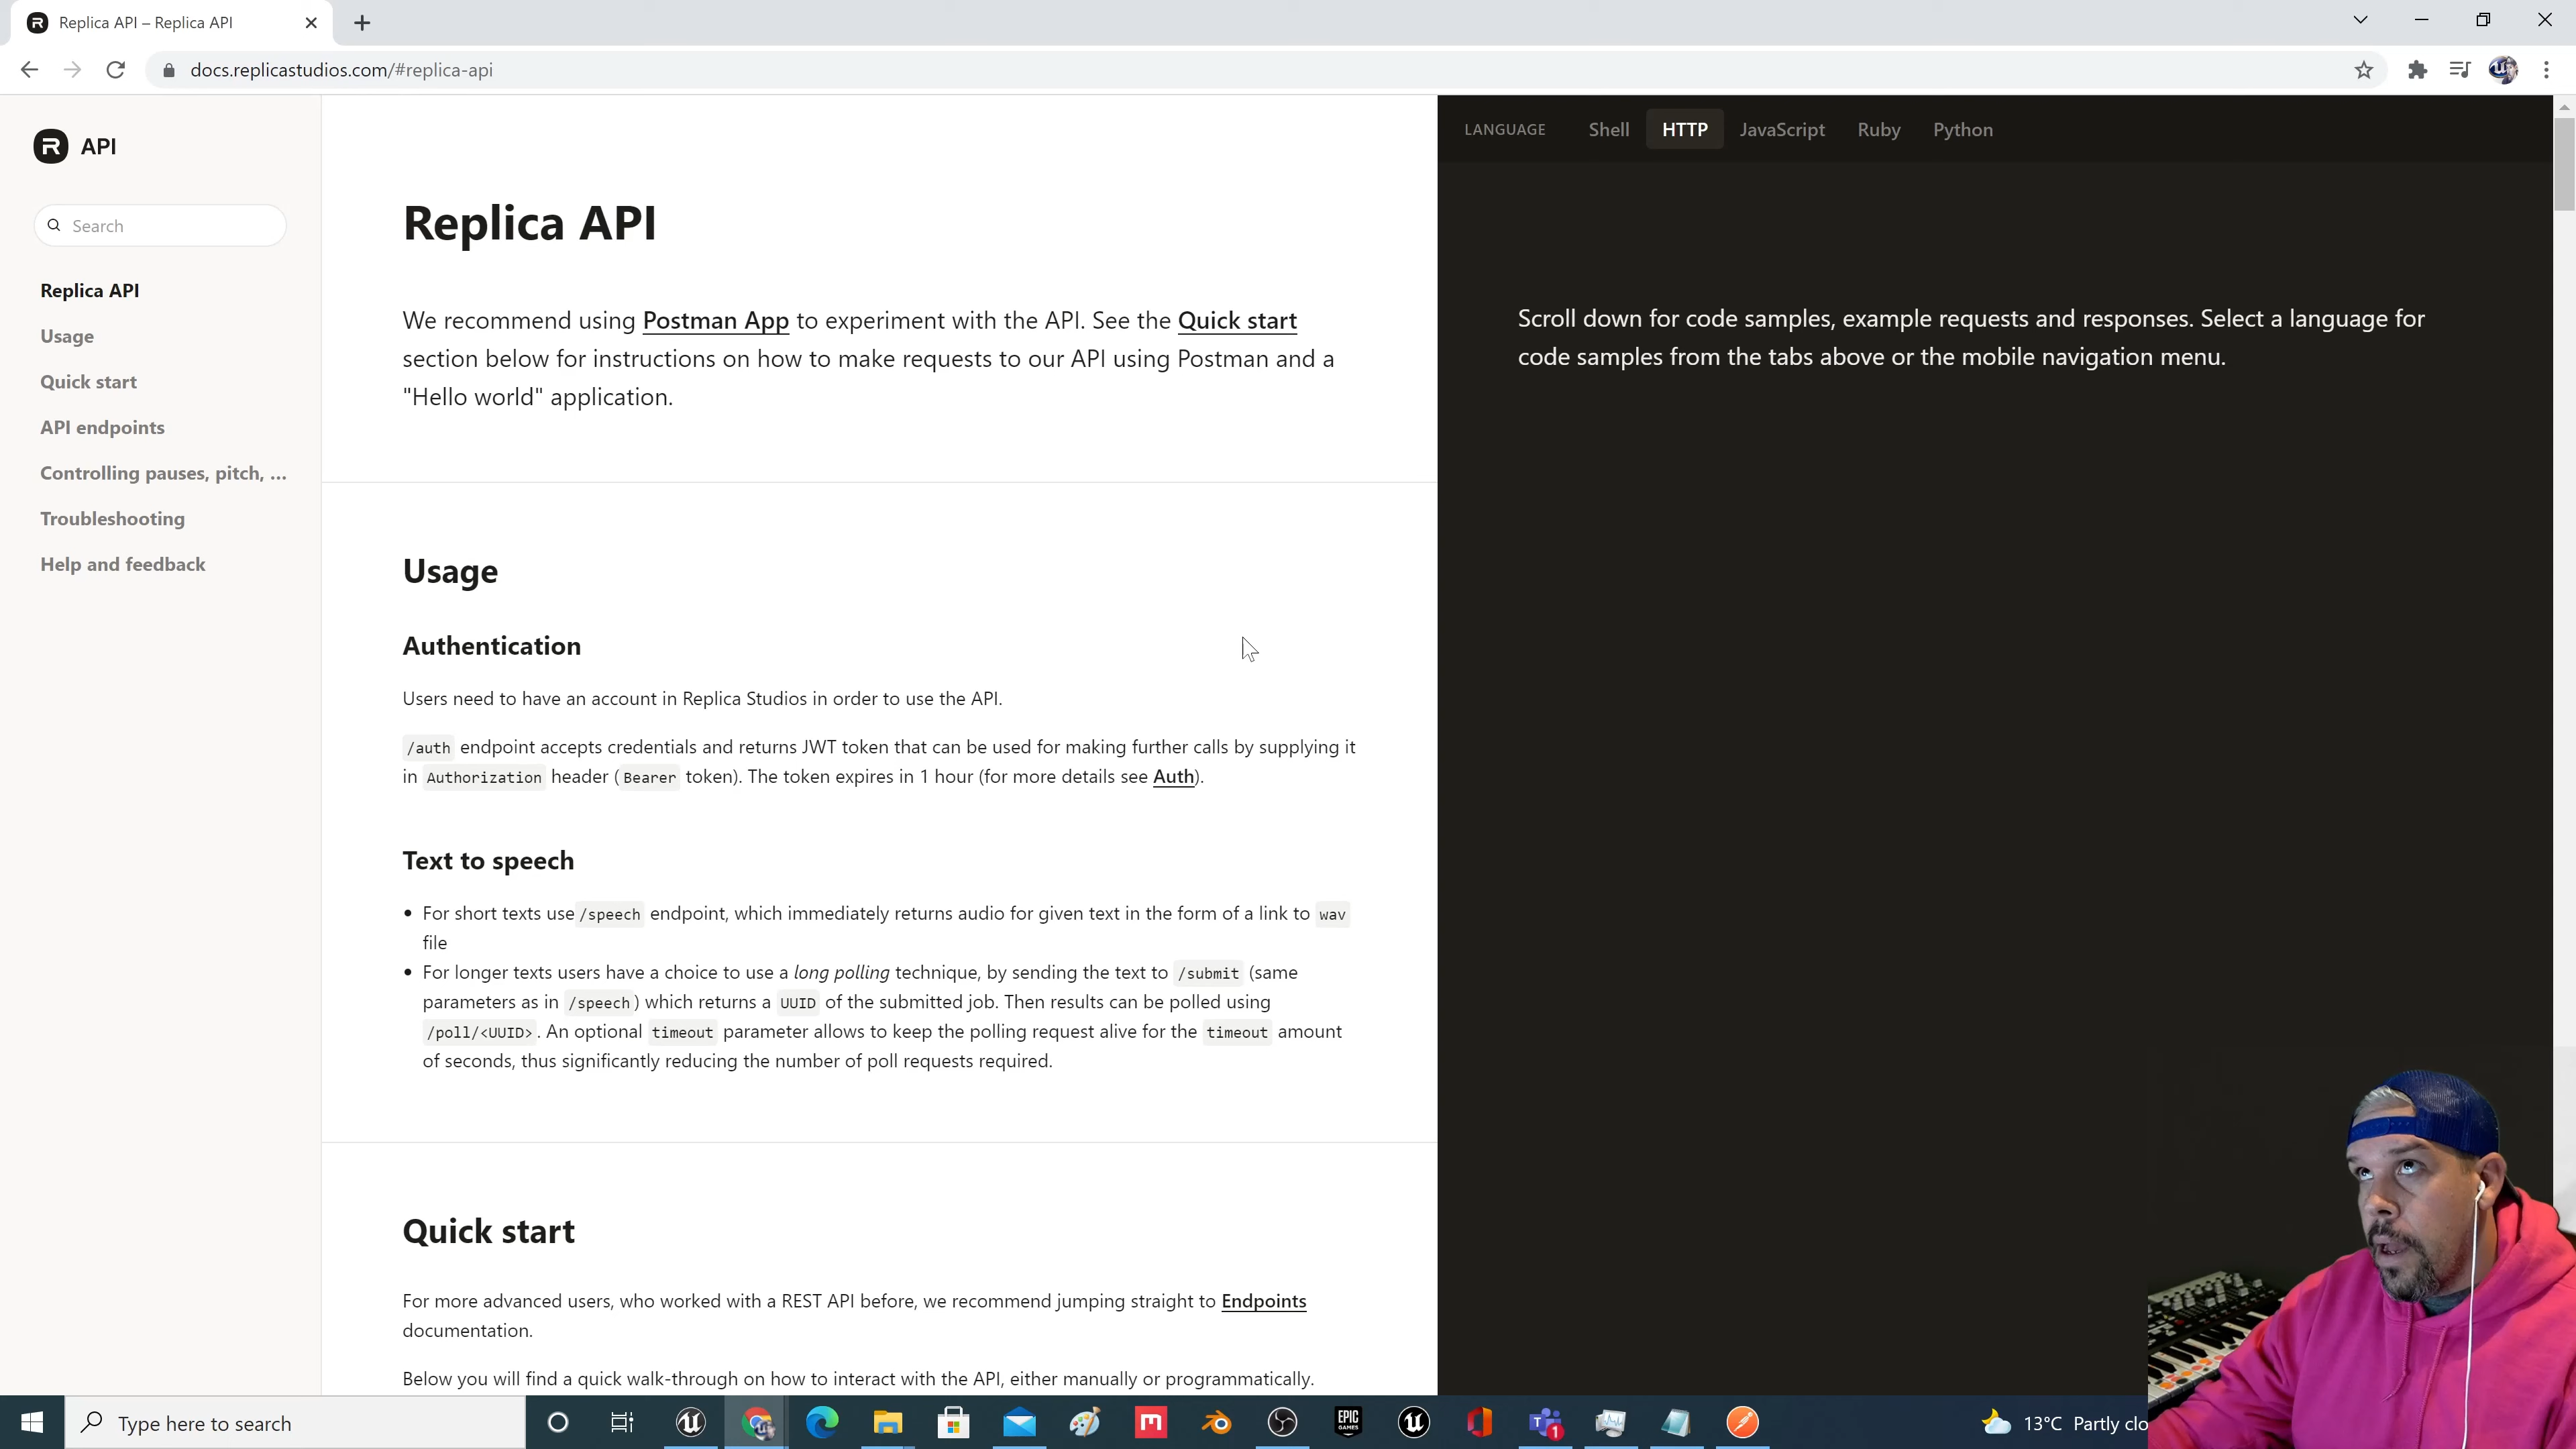 Replica API – Replica API
docs.replicastudios.com/#replica-api
API
Search
Replica API
Usage
Quick start
API endpoints
Controlling pauses, pitch, ...
Troubleshooting
Help and feedback
Replica API
We recommend using Postman App to experiment with the API. See the Quick start
section below for instructions on how to make requests to our API using Postman and a
"Hello world" application.
Usage
Authentication
Users need to have an account in Replica Studios in order to use the API.
/auth endpoint accepts credentials and returns JWT token that can be used for making further calls by supplying it
in Authorization header (Bearer token). The token expires in 1 hour (for more details see Auth).
Text to speech
• For short texts use /speech endpoint, which immediately returns audio for given text in the form of a link to wav
file
• For longer texts users have a choice to use a long polling technique, by sending the text to /submit (same
parameters as in /speech) which returns a UUID of the submitted job. Then results can be polled using
/poll/<UUID>. An optional timeout parameter allows to keep the polling request alive for the timeout amount
of seconds, thus significantly reducing the number of poll requests required.
Quick start
For more advanced users, who worked with a REST API before, we recommend jumping straight to Endpoints
documentation.
Below you will find a quick walk-through on how to interact with the API, either manually or programmatically.
LANGUAGE Shell HTTP JavaScript Ruby Python
Scroll down for code samples, example requests and responses. Select a language for
code samples from the tabs above or the mobile navigation menu.
Type here to search
EPIC
GAMES
1
13°C Partly clo